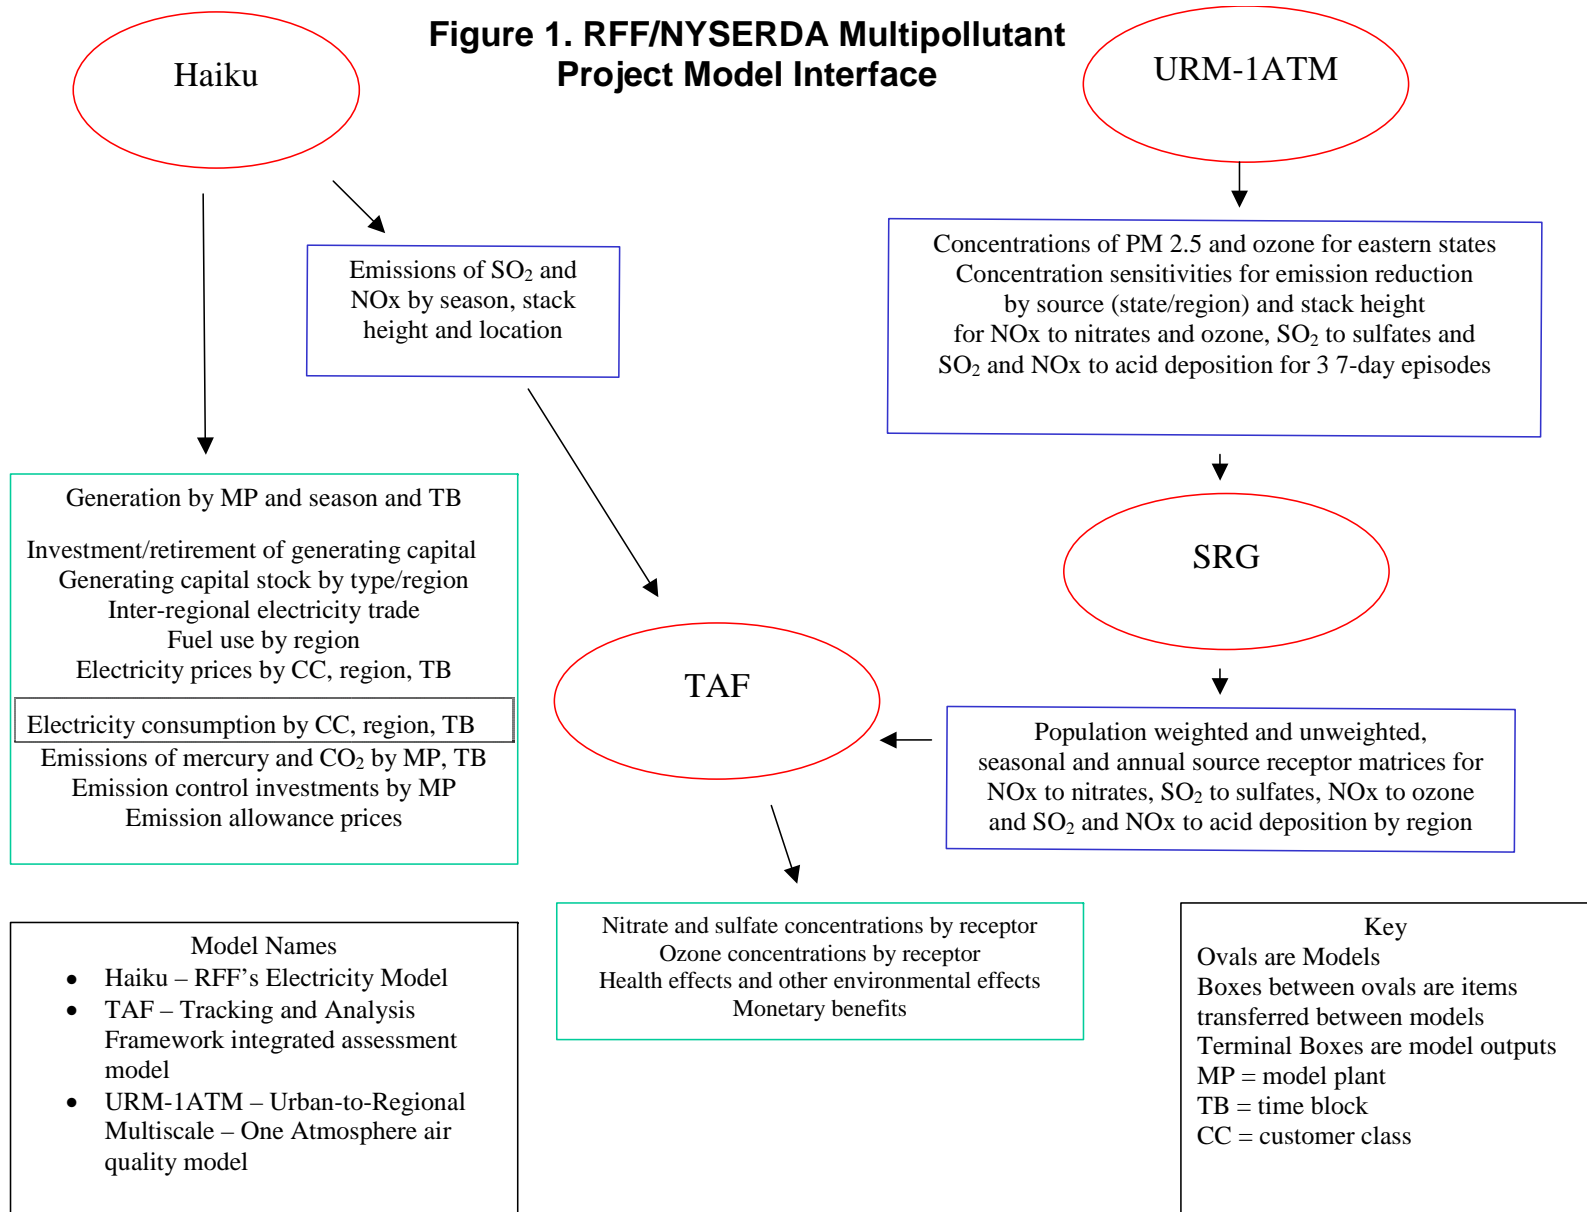 Figure 1. RFF/NYSERDA Multipollutant
Project Model Interface
Haiku
URM-1ATM
Emissions of SO₂ and
NOx by season, stack
height and location
Concentrations of PM 2.5 and ozone for eastern states
Concentration sensitivities for emission reduction
by source (state/region) and stack height
for NOx to nitrates and ozone, SO₂ to sulfates and
SO₂ and NOx to acid deposition for 3 7-day episodes
Generation by MP and season and TB
Investment/retirement of generating capital
Generating capital stock by type/region
Inter-regional electricity trade
Fuel use by region
Electricity prices by CC, region, TB
Electricity consumption by CC, region, TB
Emissions of mercury and CO₂ by MP, TB
Emission control investments by MP
Emission allowance prices
SRG
TAF
Population weighted and unweighted,
seasonal and annual source receptor matrices for
NOx to nitrates, SO₂ to sulfates, NOx to ozone
and SO₂ and NOx to acid deposition by region
Nitrate and sulfate concentrations by receptor
Ozone concentrations by receptor
Health effects and other environmental effects
Monetary benefits
Model Names
• Haiku – RFF's Electricity Model
• TAF – Tracking and Analysis
Framework integrated assessment
model
• URM-1ATM – Urban-to-Regional
Multiscale – One Atmosphere air
quality model
Key
Ovals are Models
Boxes between ovals are items
transferred between models
Terminal Boxes are model outputs
MP = model plant
TB = time block
CC = customer class